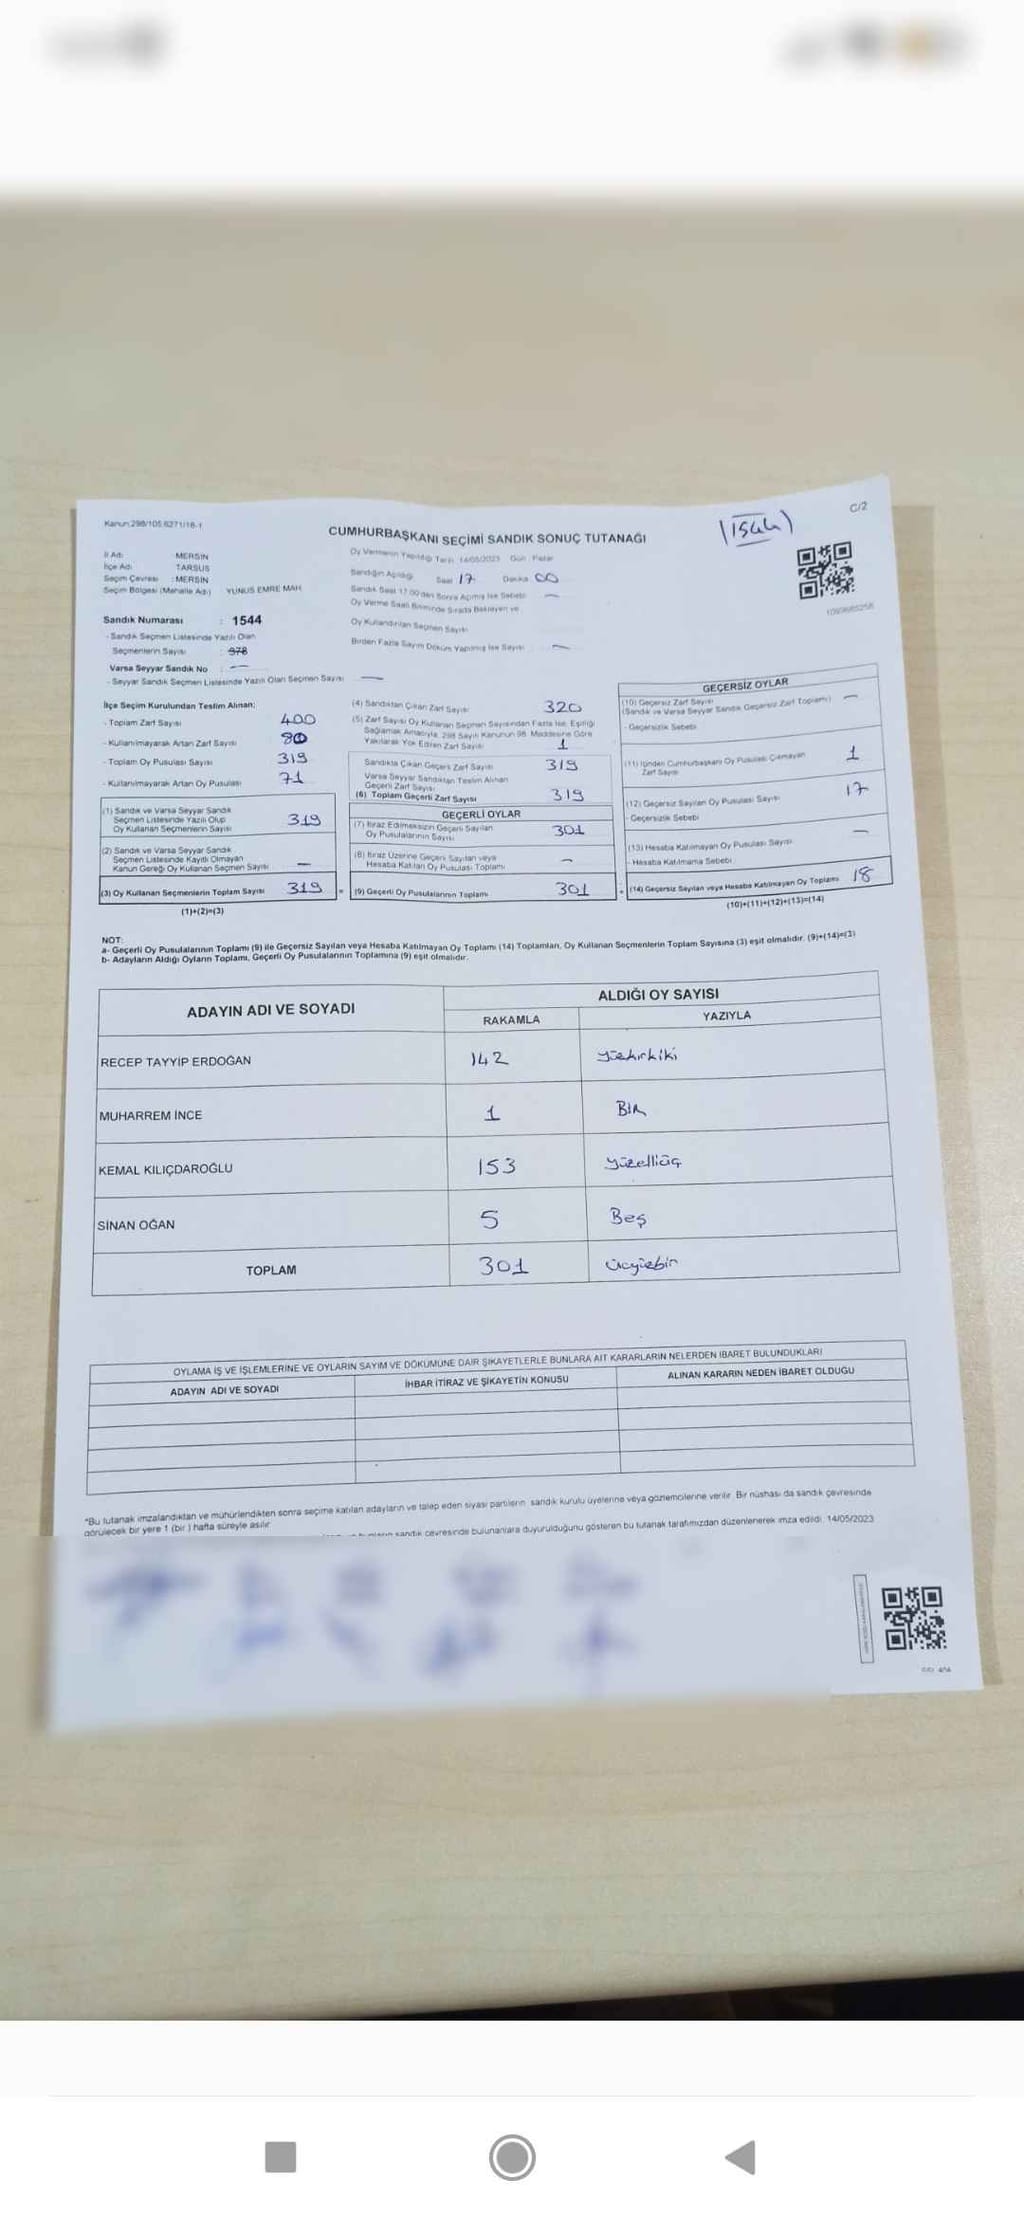 Kanun:298/105 6271/18-1
C/2
(1544)
CUMHURBAŞKANI SEÇİMİ SANDIK SONUÇ TUTANAĞI
İl Adı : MERSİN
İlçe Adı : TARSUS
Seçim Çevresi : MERSİN
Seçim Bölgesi (Mahalle Adı) YUNUS EMRE MAH
Sandık Numarası : 1544
- Sandık Seçmen Listesinde Yazılı Olan
Seçmenlerin Sayısı : 378
Varsa Seyyar Sandık No : —
- Seyyar Sandık Seçmen Listesinde Yazılı Olan Seçmen Sayısı —
Oy Vermenin Yapıldığı Tarih 14/05/2023 Gün : Pazar
Sandığın Açıldığı Saat 17 Dakika 00
Sandık Saat 17:00'den Sonra Açılmış İse Sebebi —
Oy Verme Saati Bitiminde Sırada Bekleyen ve
Oy Kullandırılan Seçmen Sayısı
Birden Fazla Sayım Döküm Yapılmış İse Sayısı —
İlçe Seçim Kurulundan Teslim Alınan;
- Toplam Zarf Sayısı 400
- Kullanılmayarak Artan Zarf Sayısı 80
- Toplam Oy Pusulası Sayısı 319
- Kullanılmayarak Artan Oy Pusulası 71
(1) Sandık ve Varsa Seyyar Sandık
Seçmen Listesinde Yazılı Olup
Oy Kullanan Seçmenlerin Sayısı 319
(2) Sandık ve Varsa Seyyar Sandık
Seçmen Listesinde Kayıtlı Olmayan
Kanun Gereği Oy Kullanan Seçmen Sayısı —
(3) Oy Kullanan Seçmenlerin Toplam Sayısı 319
(1)+(2)=(3)
(4) Sandıktan Çıkan Zarf Sayısı 320
(5) Zarf Sayısı Oy Kullanan Seçmen Sayısından Fazla İse, Eşitliği
Sağlamak Amacıyla, 298 Sayılı Kanunun 98. Maddesine Göre
Yakılarak Yok Edilen Zarf Sayısı 1
Sandıkta Çıkan Geçerli Zarf Sayısı 319
Varsa Seyyar Sandıktan Teslim Alınan
Geçerli Zarf Sayısı
(6) Toplam Geçerli Zarf Sayısı 319
GEÇERLİ OYLAR
(7) İtiraz Edilmeksizin Geçerli Sayılan
Oy Pusulalarının Sayısı 301
(8) İtiraz Üzerine Geçerli Sayılan veya
Hesaba Katılan Oy Pusulası Toplamı —
= (9) Geçerli Oy Pusulalarının Toplamı 301
GEÇERSİZ OYLAR
(10) Geçersiz Zarf Sayısı
(Sandık ve Varsa Seyyar Sandık Geçersiz Zarf Toplamı) —
- Geçersizlik Sebebi
(11) İçinden Cumhurbaşkanı Oy Pusulası Çıkmayan
Zarf Sayısı 1
(12) Geçersiz Sayılan Oy Pusulası Sayısı 17
- Geçersizlik Sebebi
(13) Hesaba Katılmayan Oy Pusulası Sayısı —
- Hesaba Katılmama Sebebi
+ (14) Geçersiz Sayılan veya Hesaba Katılmayan Oy Toplamı 18
(10)+(11)+(12)+(13)=(14)
NOT:
a- Geçerli Oy Pusulalarının Toplamı (9) ile Geçersiz Sayılan veya Hesaba Katılmayan Oy Toplamı (14) Toplamları, Oy Kullanan Seçmenlerin Toplam Sayısına (3) eşit olmalıdır. (9)+(14)=(3)
b- Adayların Aldığı Oyların Toplamı, Geçerli Oy Pusulalarının Toplamına (9) eşit olmalıdır.
ADAYIN ADI VE SOYADI
ALDIĞI OY SAYISI
RAKAMLA YAZIYLA
RECEP TAYYİP ERDOĞAN 142 yüzkırkiki
MUHARREM İNCE 1 Bir
KEMAL KILIÇDAROĞLU 153 yüzelliüç
SİNAN OĞAN 5 Beş
TOPLAM 301 üçyüzbir
OYLAMA İŞ VE İŞLEMLERİNE VE OYLARIN SAYIM VE DÖKÜMÜNE DAİR ŞİKAYETLERLE BUNLARA AİT KARARLARIN NELERDEN İBARET BULUNDUKLARI
ADAYIN ADI VE SOYADI İHBAR İTİRAZ VE ŞİKAYETİN KONUSU ALINAN KARARIN NEDEN İBARET OLDUĞU
*Bu tutanak imzalandıktan ve mühürlendikten sonra seçime katılan adayların ve talep eden siyasi partilerin sandık kurulu üyelerine veya gözlemcilerine verilir. Bir nüshası da sandık çevresinde
görülecek bir yere 1 (bir) hafta süreyle asılır.
sandık çevresinde bulunanlara duyurulduğunu gösteren bu tutanak tarafımızdan düzenlenerek imza edildi. 14/05/2023